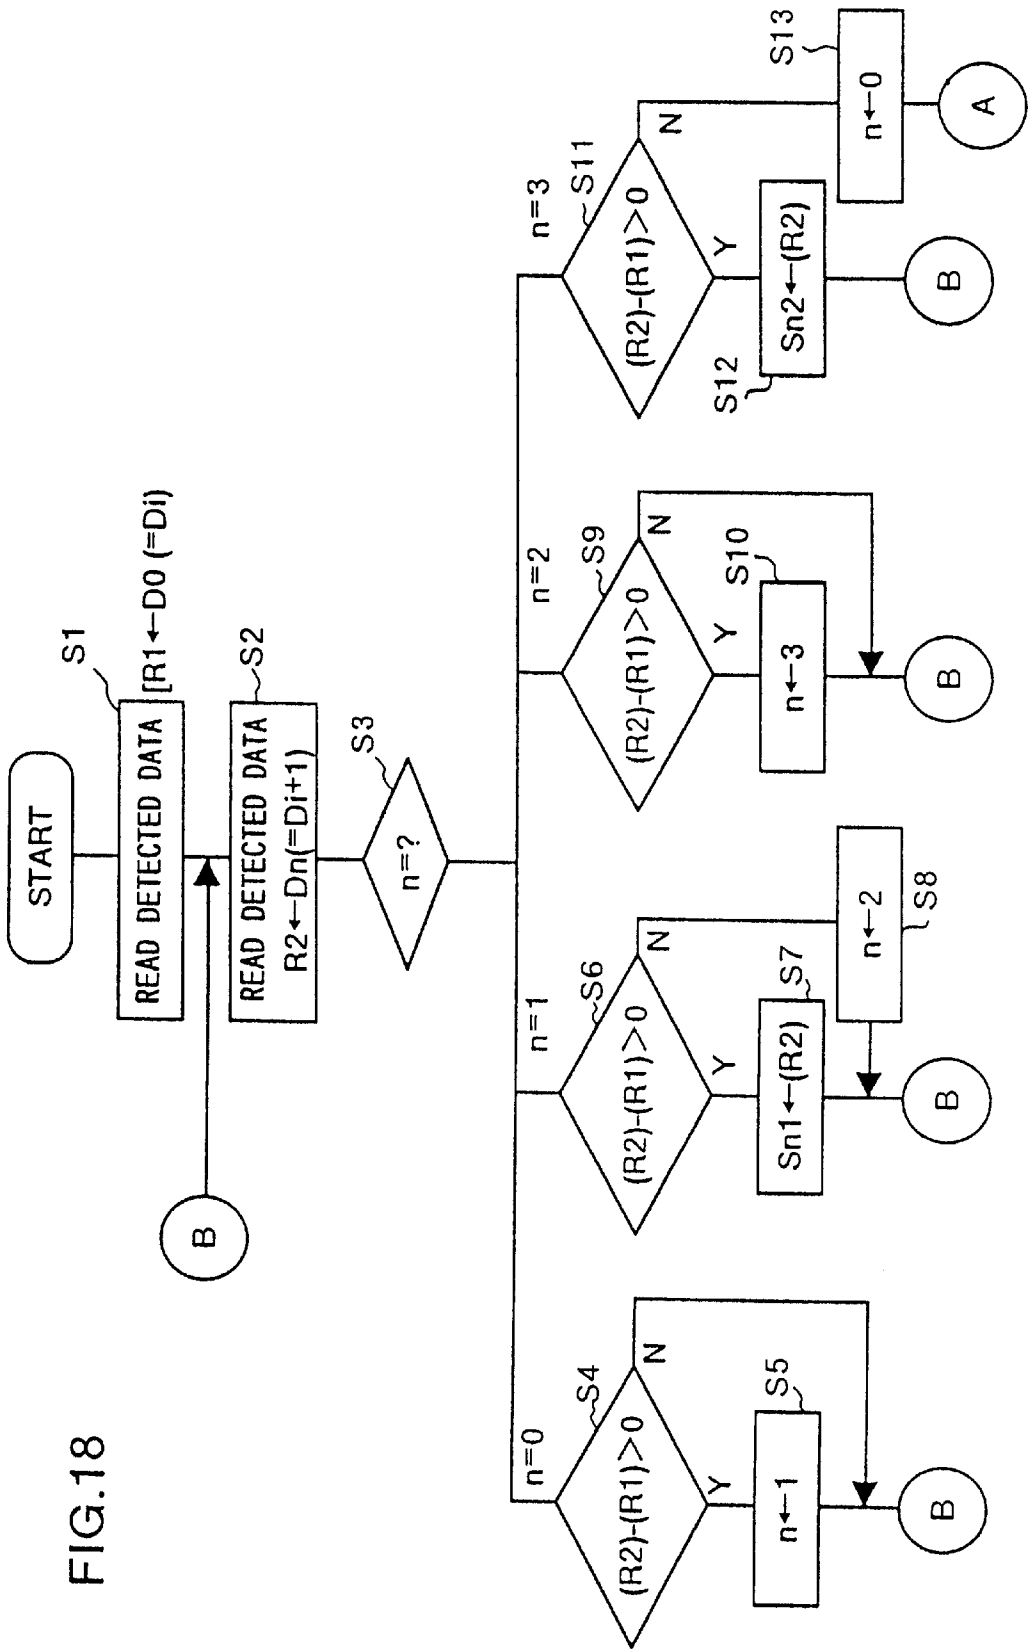 FIG.18
START
S1
READ DETECTED DATA
[R1←D0 (=Di)
B
S2
READ DETECTED DATA
R2←Dn(=Di+1)
S3
n=?
n=0
S4
(R2)-(R1)>0
N
Y
S5
n←1
B
n=1
S6
(R2)-(R1)>0
N
Y
S7
Sn1←(R2)
n←2
S8
B
n=2
S9
(R2)-(R1)>0
N
Y
S10
n←3
B
n=3
S11
(R2)-(R1)>0
N
Y
S12
Sn2←(R2)
B
S13
n←0
A